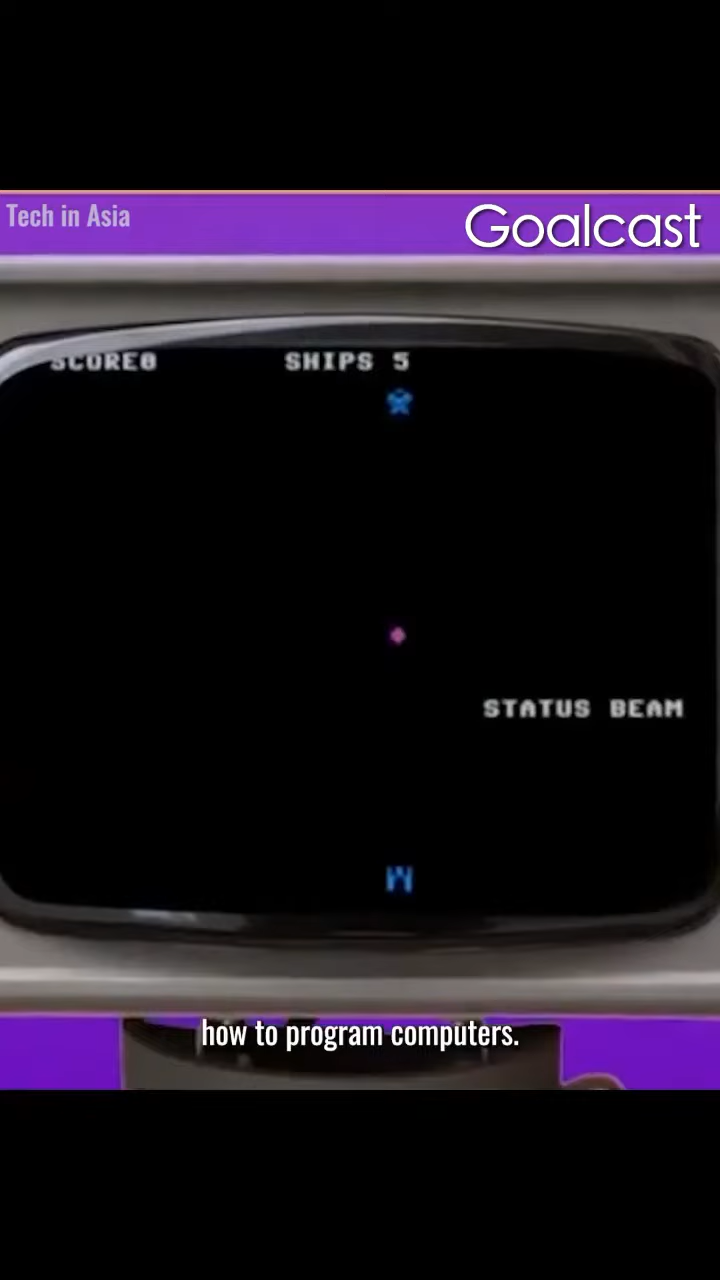 Tech in Asia
Goalcast
SCORE0
SHIPS 5
STATUS BEAM
how to program computers.